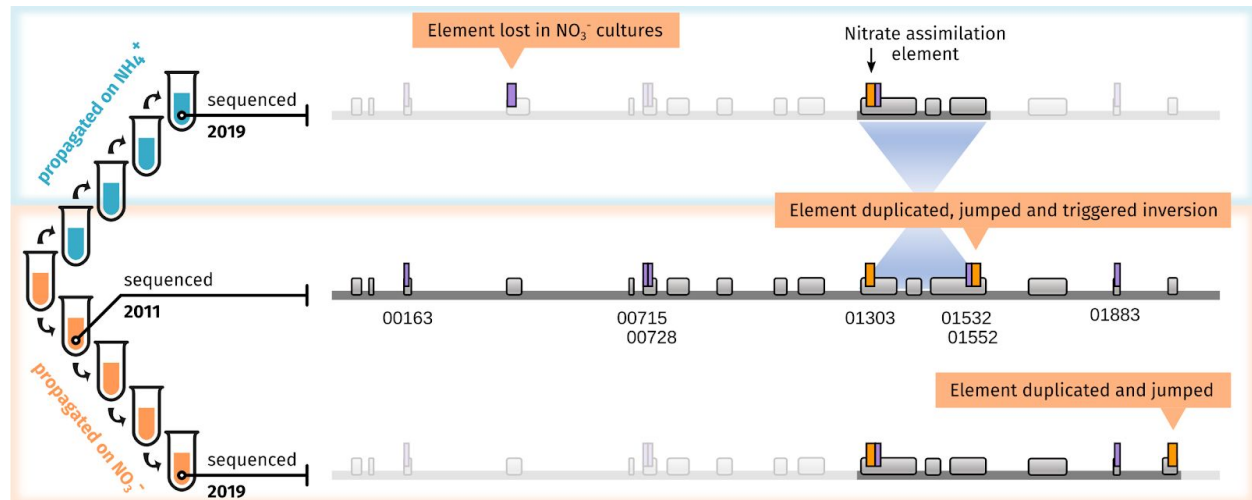 propagated on NH4+
sequenced
2019
Element lost in NO3- cultures
Nitrate assimilation
element
Element duplicated, jumped and triggered inversion
sequenced
2011
00163
00715
00728
01303
01532
01552
01883
propagated on NO3-
sequenced
2019
Element duplicated and jumped